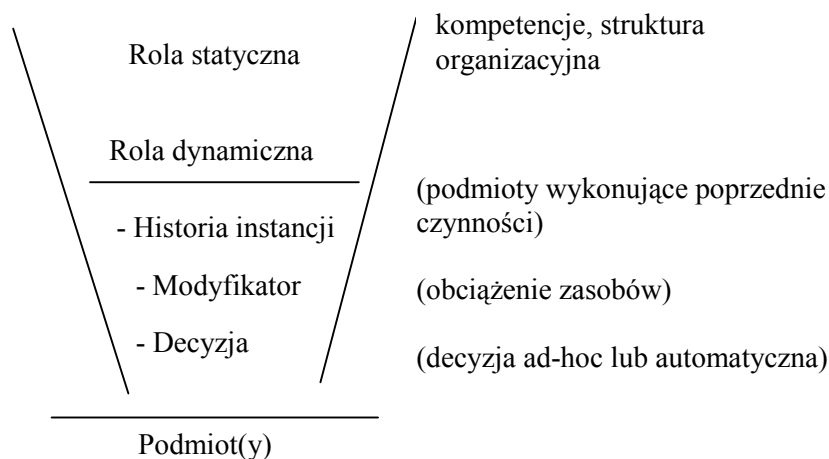 Rola statyczna
kompetencje, struktura
organizacyjna
Rola dynamiczna
(podmioty wykonujące poprzednie
czynności)
- Historia instancji
- Modyfikator
(obciążenie zasobów)
- Decyzja
(decyzja ad-hoc lub automatyczna)
Podmiot(y)